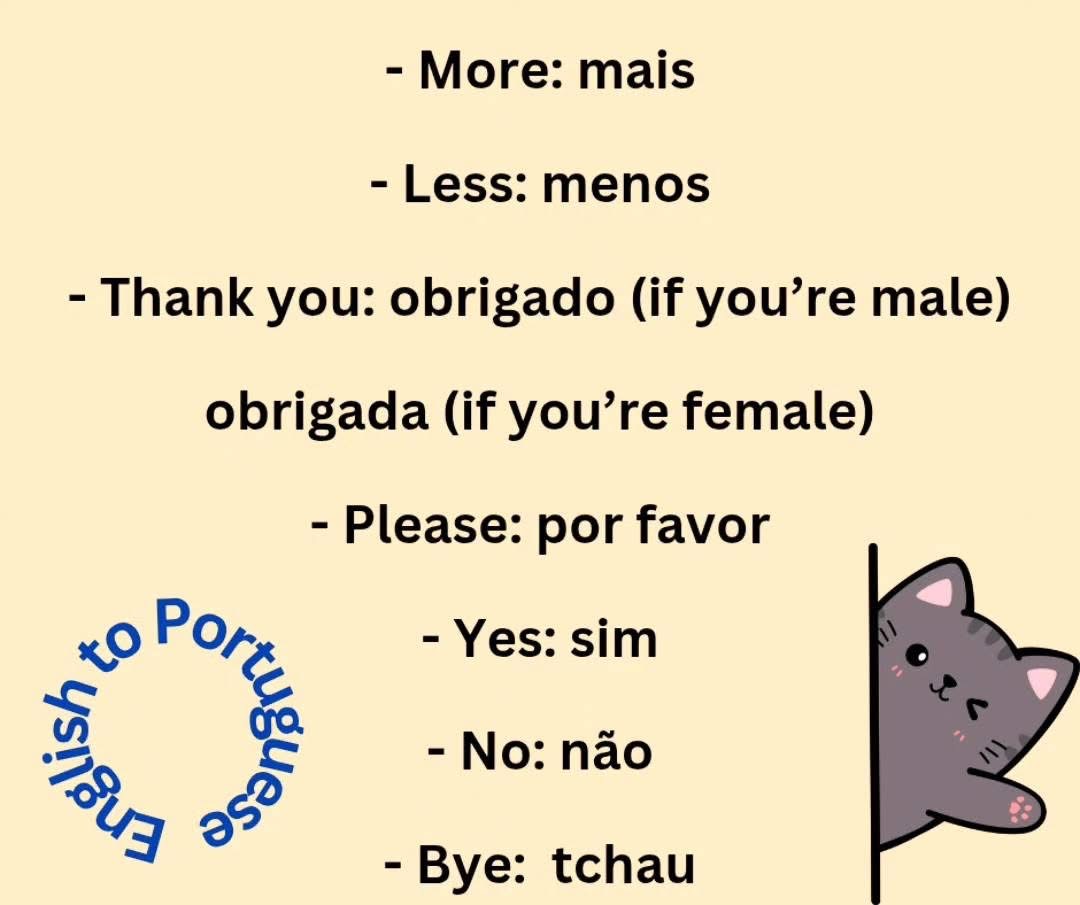 - More: mais
- Less: menos
- Thank you: obrigado (if you’re male)
obrigada (if you’re female)
- Please: por favor
- Yes: sim
- No: não
- Bye:  tchau
English to Portuguese